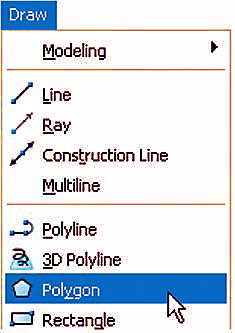 Draw
Modeling
Line
Ray
Construction Line
Multiline
Polyline
3D Polyline
Polygon
Rectangle